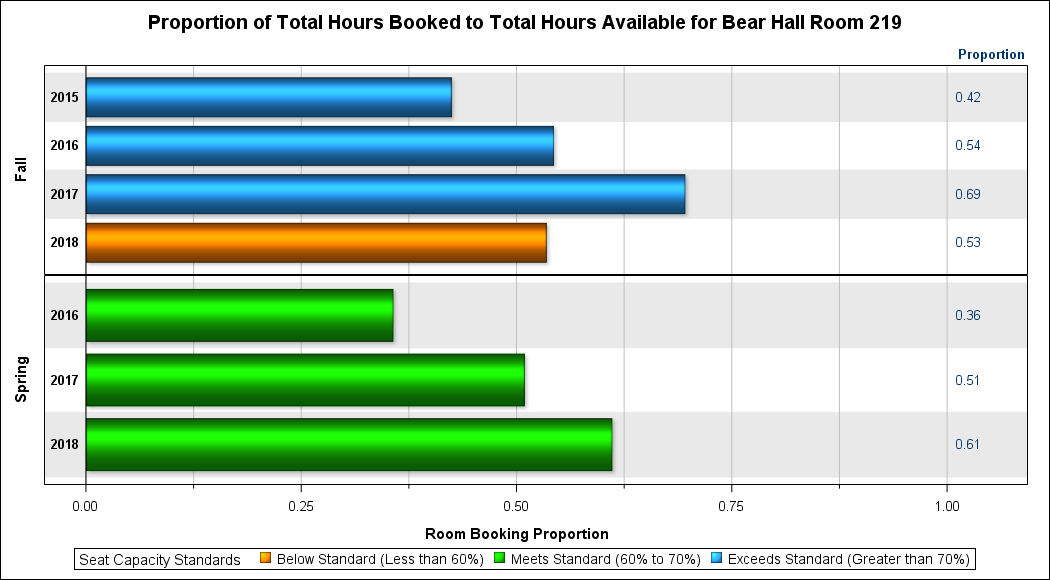 Proportion of Total Hours Booked to Total Hours Available for Bear Hall Room 219
Proportion
Fall
2015 0.42
2016 0.54
2017 0.69
2018 0.53
Spring
2016 0.36
2017 0.51
2018 0.61
0.00 0.25 0.50 0.75 1.00
Room Booking Proportion
Seat Capacity Standards Below Standard (Less than 60%) Meets Standard (60% to 70%) Exceeds Standard (Greater than 70%)